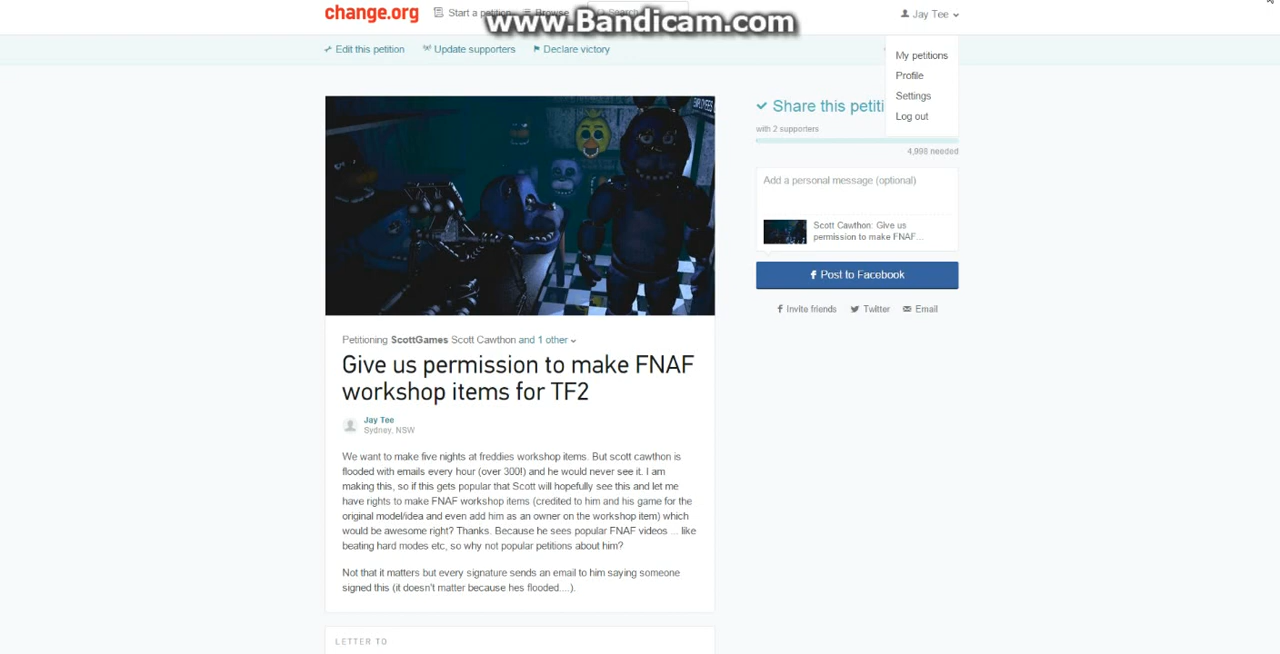 www.Bandicam.com
change.org Start a petition Browse Search Jay Tee
Edit this petition Update supporters Declare victory
My petitions
Profile
Settings
Log out
EMPLOYEES
Share this petiti
with 2 supporters
4,998 needed
Add a personal message (optional)
Scott Cawthon: Give us
permission to make FNAF...
Post to Facebook
Invite friends Twitter Email
Petitioning ScottGames Scott Cawthon and 1 other
Give us permission to make FNAF
workshop items for TF2
Jay Tee
Sydney, NSW
We want to make five nights at freddies workshop items. But scott cawthon is
flooded with emails every hour (over 300!) and he would never see it. I am
making this, so if this gets popular that Scott will hopefully see this and let me
have rights to make FNAF workshop items (credited to him and his game for the
original model/idea and even add him as an owner on the workshop item) which
would be awesome right? Thanks. Because he sees popular FNAF videos ... like
beating hard modes etc, so why not popular petitions about him?
Not that it matters but every signature sends an email to him saying someone
signed this (it doesn't matter because hes flooded....).
LETTER TO